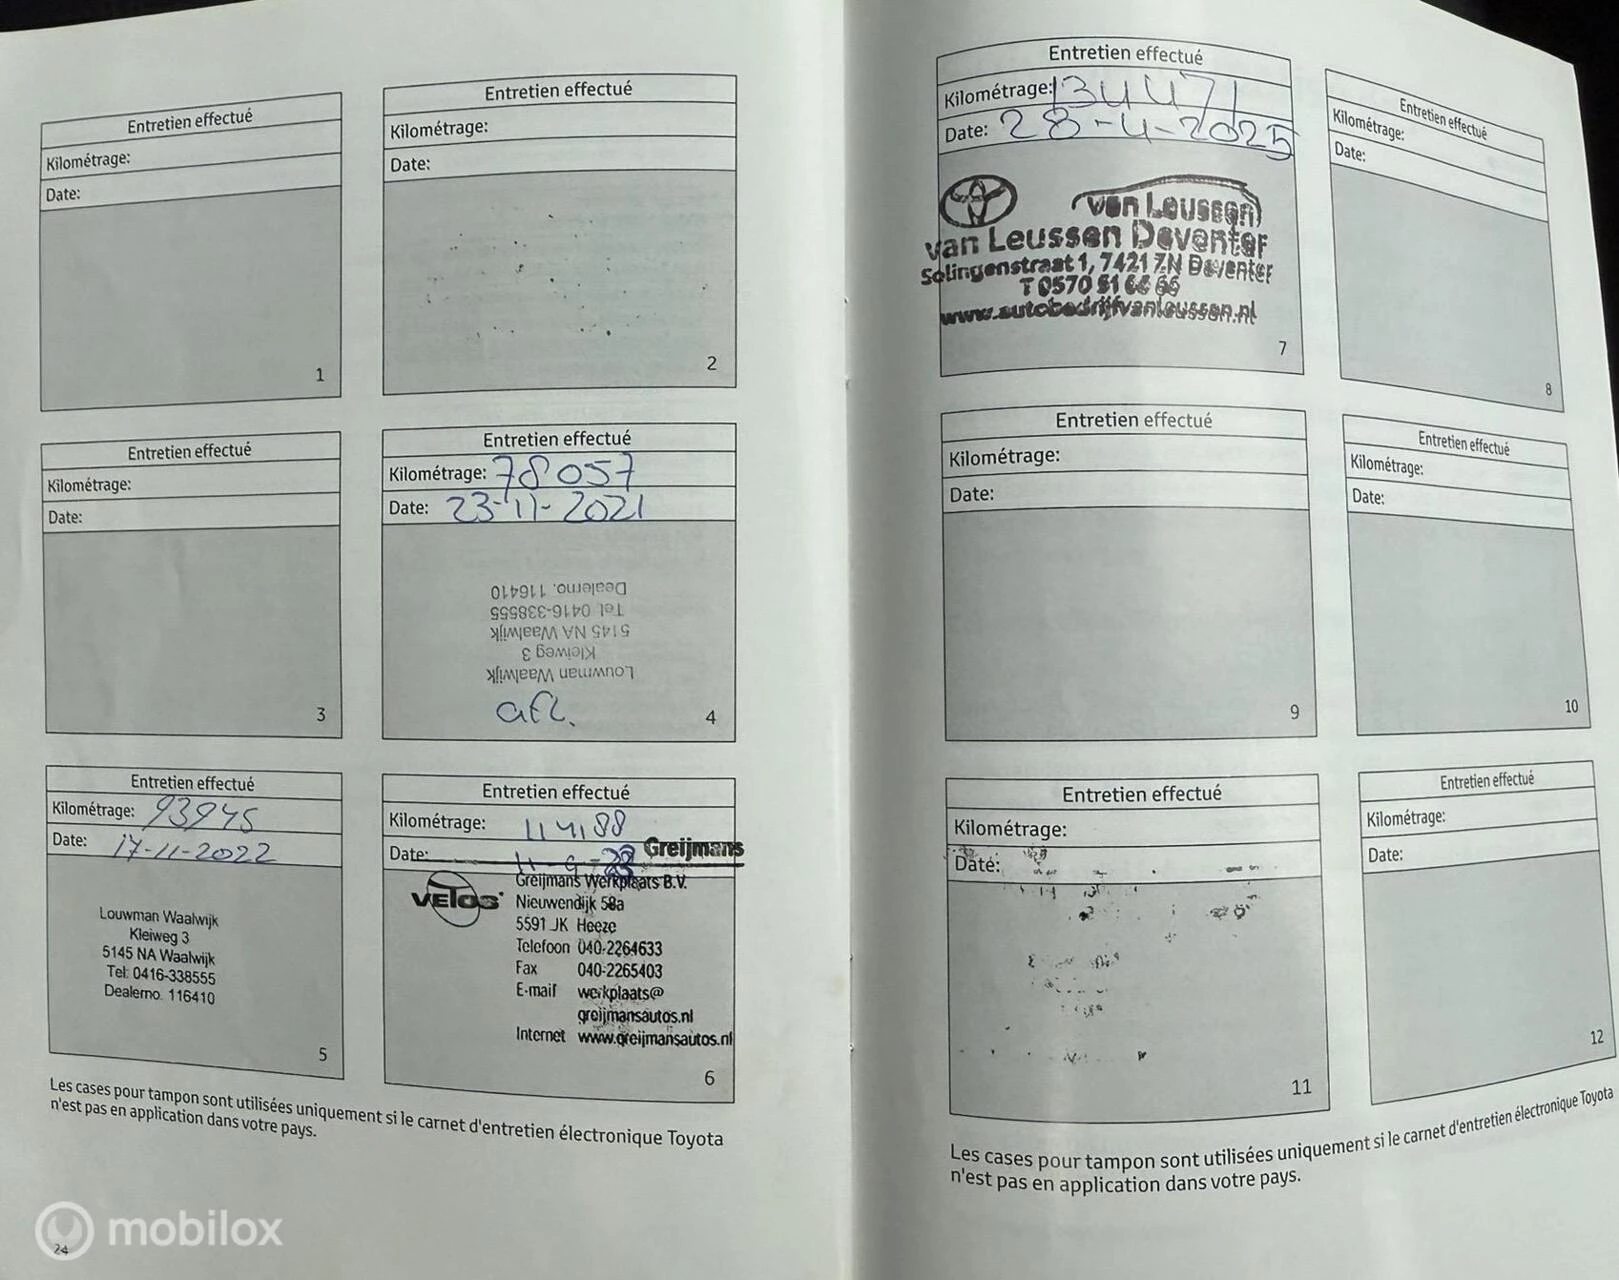 Entretien effectué
Kilométrage:
Date:
1
Entretien effectué
Kilométrage:
Date:
2
Entretien effectué
Kilométrage:
Date:
3
Entretien effectué
Kilométrage: 78057
Date: 23-11-2021
Louwman Waalwijk
Kleiweg 3
5145 NA Waalwijk
Tel. 0416-338555
Dealerno. 116410
afl.
4
Entretien effectué
Kilométrage: 93945
Date: 17-11-2022
Louwman Waalwijk
Kleiweg 3
5145 NA Waalwijk
Tel: 0416-338555
Dealerno. 116410
5
Entretien effectué
Kilométrage: 114188
Date: 11-9-
Greijmans
VELOS
Greijmans Werkplaats B.V.
Nieuwendijk 58a
5591 JK Heeze
Telefoon 040-2264633
Fax 040-2265403
E-mail werkplaats@
greijmansautos.nl
Internet www.greijmansautos.nl
6
Les cases pour tampon sont utilisées uniquement si le carnet d'entretien électronique Toyota
n'est pas en application dans votre pays.
24
Entretien effectué
Kilométrage: 134471
Date: 28-4-2025
van Leussen
van Leussen Deventer
Solingenstraat 1, 7421 ZN Deventer
T 0570 51 66 66
www.autobedrijfvanleussen.nl
7
Entretien effectué
Kilométrage:
Date:
8
Entretien effectué
Kilométrage:
Date:
9
Entretien effectué
Kilométrage:
Date:
10
Entretien effectué
Kilométrage:
Date:
11
Entretien effectué
Kilométrage:
Date:
12
Les cases pour tampon sont utilisées uniquement si le carnet d'entretien électronique Toyota
n'est pas en application dans votre pays.
mobilox